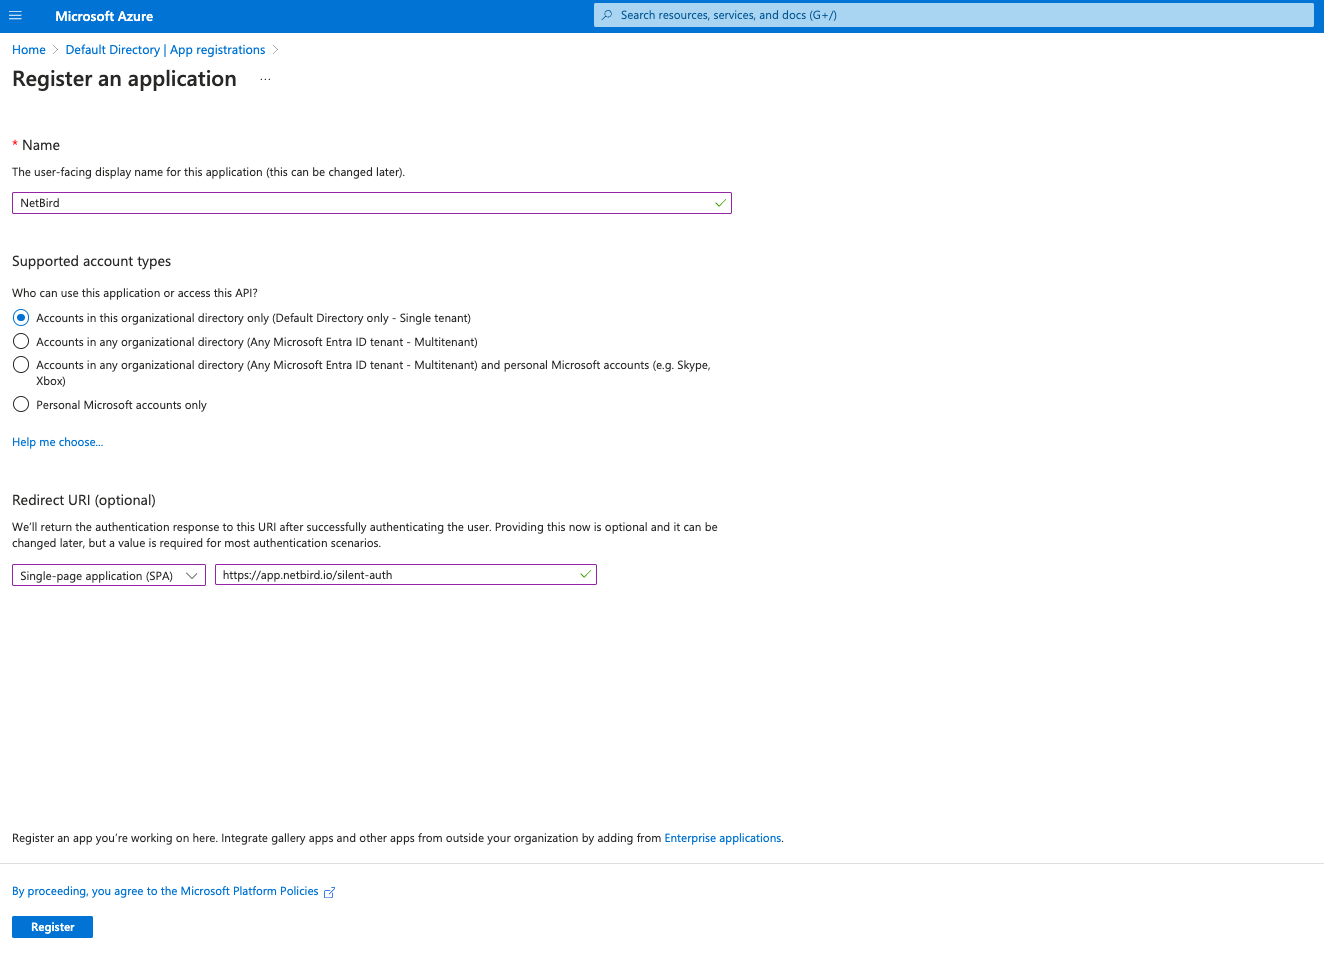 Microsoft Azure
Search resources, services, and docs (G+/)
Home > Default Directory | App registrations >
Register an application ...
* Name
The user-facing display name for this application (this can be changed later).
NetBird
Supported account types
Who can use this application or access this API?
Accounts in this organizational directory only (Default Directory only - Single tenant)
Accounts in any organizational directory (Any Microsoft Entra ID tenant - Multitenant)
Accounts in any organizational directory (Any Microsoft Entra ID tenant - Multitenant) and personal Microsoft accounts (e.g. Skype,
Xbox)
Personal Microsoft accounts only
Help me choose...
Redirect URI (optional)
We'll return the authentication response to this URI after successfully authenticating the user. Providing this now is optional and it can be
changed later, but a value is required for most authentication scenarios.
Single-page application (SPA)
https://app.netbird.io/silent-auth
Register an app you're working on here. Integrate gallery apps and other apps from outside your organization by adding from Enterprise applications.
By proceeding, you agree to the Microsoft Platform Policies
Register